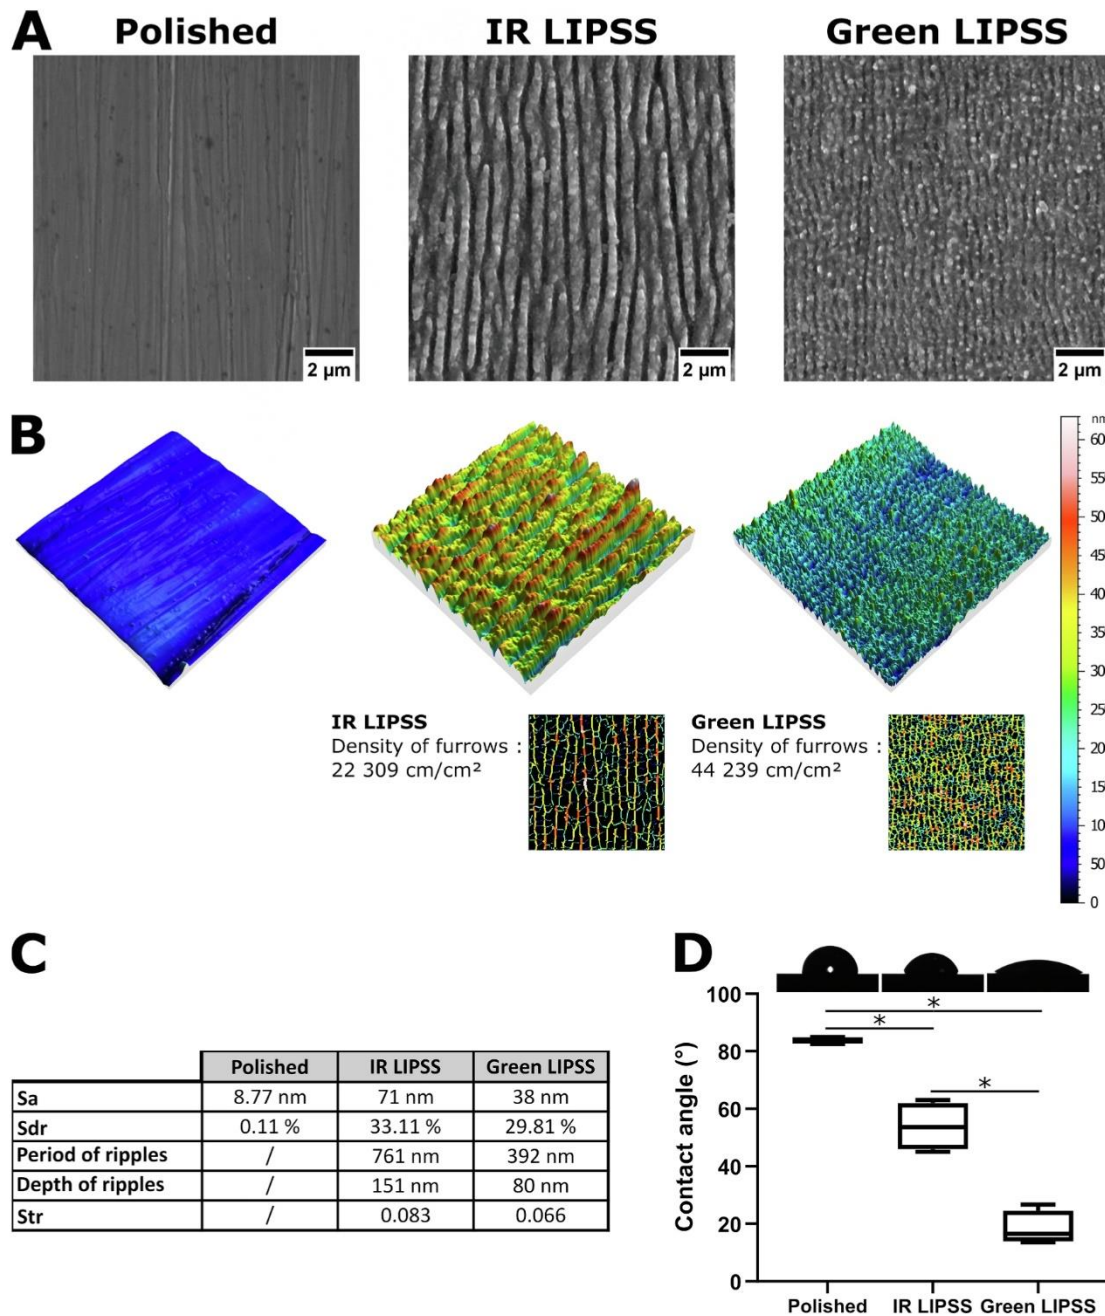 A
Polished
IR LIPSS
Green LIPSS
2 µm
2 µm
2 µm
B
nm
60
55
50
45
40
35
30
25
20
15
10
50
0
IR LIPSS
Density of furrows :
22 309 cm/cm²
Green LIPSS
Density of furrows :
44 239 cm/cm²
C
Polished IR LIPSS Green LIPSS
Sa 8.77 nm 71 nm 38 nm
Sdr 0.11 % 33.11 % 29.81 %
Period of ripples / 761 nm 392 nm
Depth of ripples / 151 nm 80 nm
Str / 0.083 0.066
D
Contact angle (°)
100
80
60
40
20
0
*
*
*
Polished IR LIPSS Green LIPSS